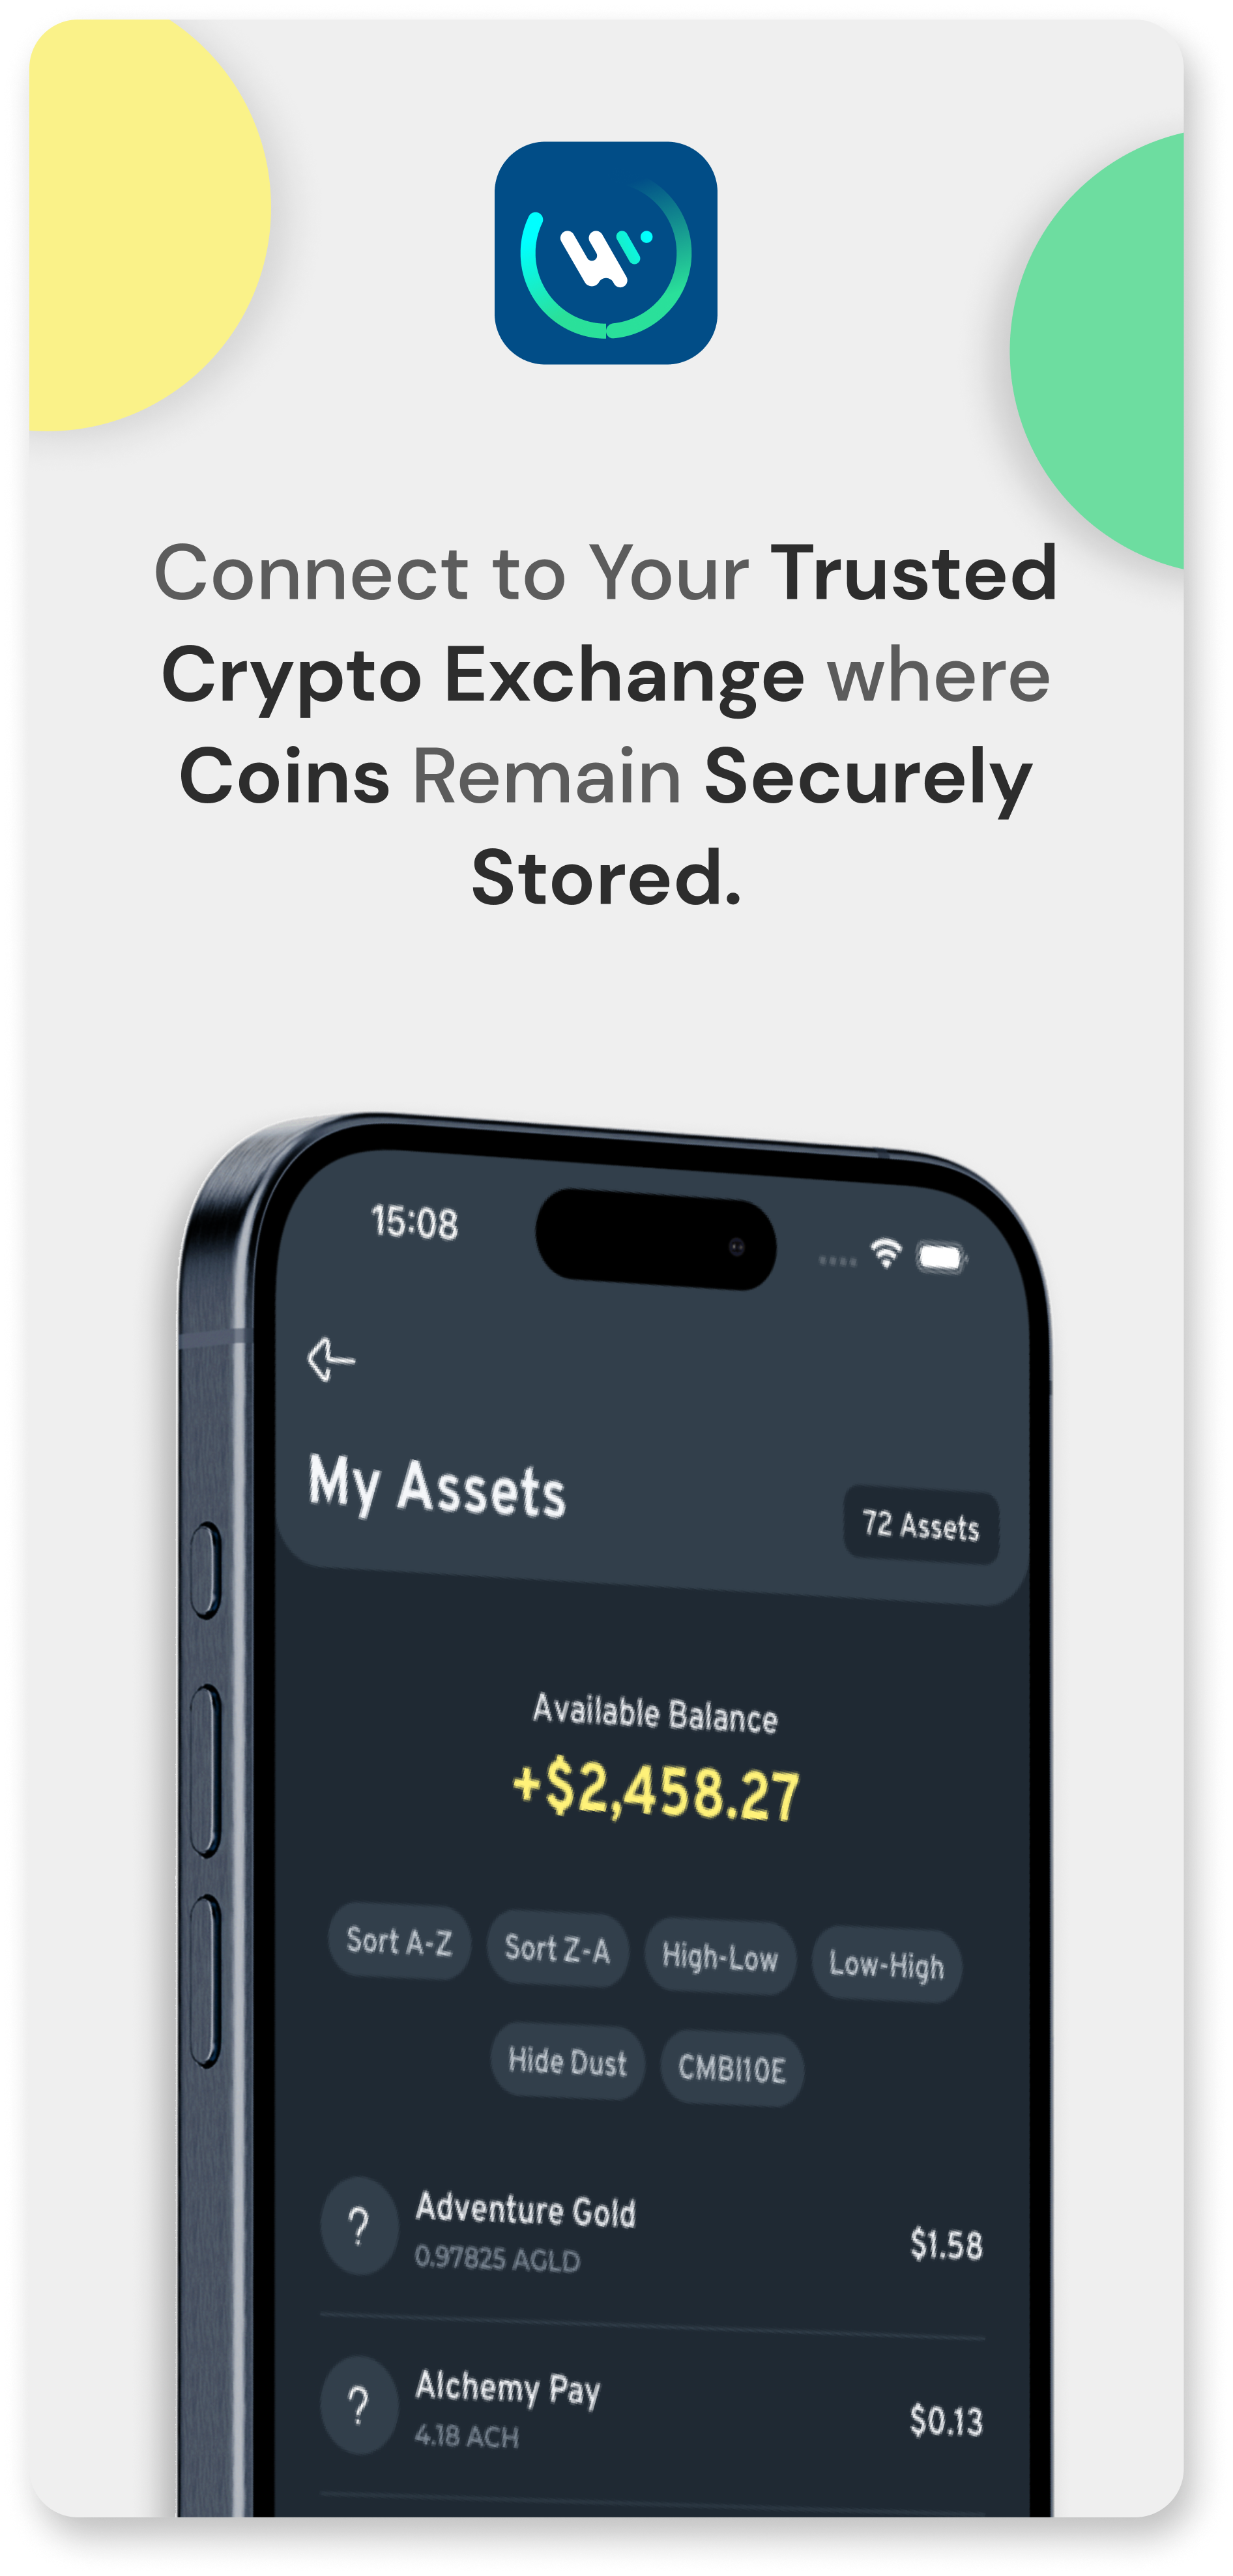 Connect to Your Trusted
Crypto Exchange where
Coins Remain Securely
Stored.
15:08
My Assets
72 Assets
Available Balance
+$2,458.27
Sort A-Z
Sort Z-A
High-Low
Low-High
Hide Dust
CMBI10E
?
Adventure Gold
0.97825 AGLD
$1.58
?
Alchemy Pay
4.18 ACH
$0.13